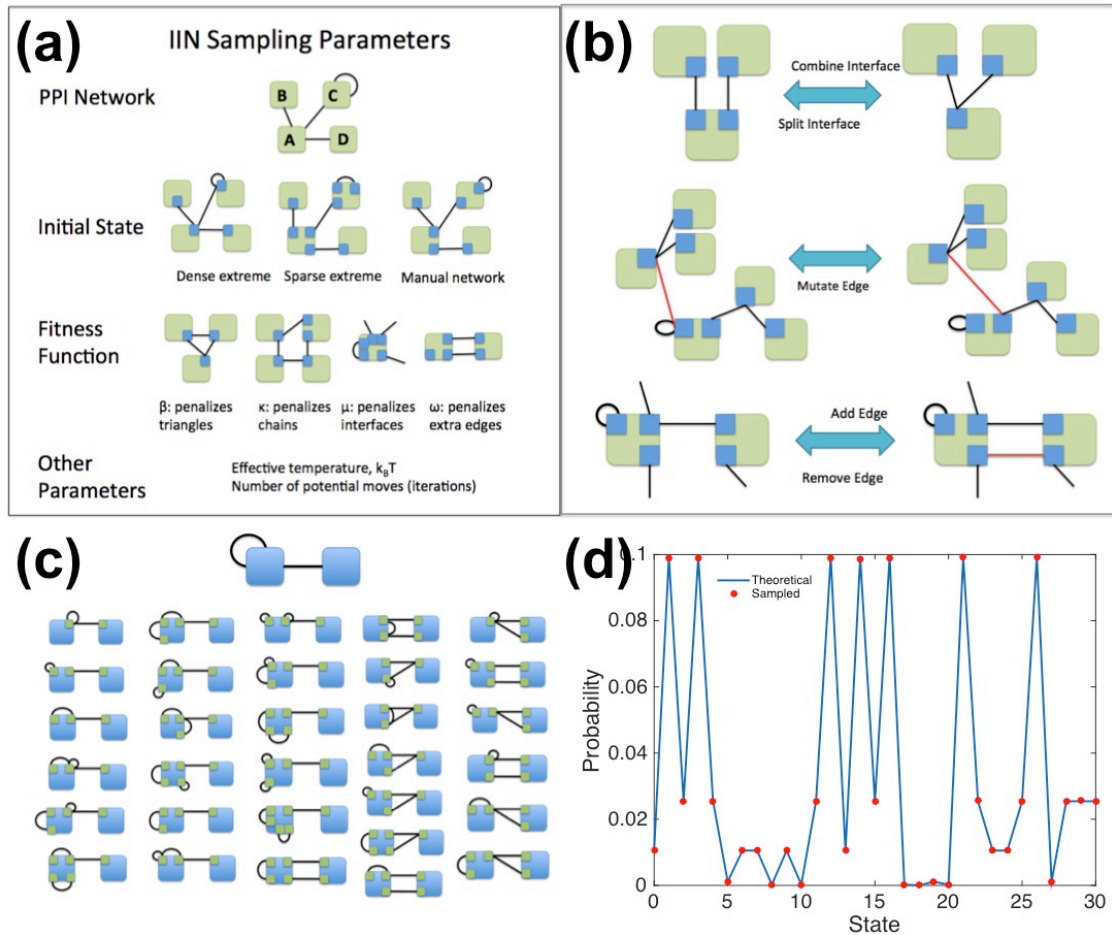 (a)
IIN Sampling Parameters
PPI Network
B
C
A
D
Initial State
Dense extreme
Sparse extreme
Manual network
Fitness
Function
β: penalizes
triangles
κ: penalizes
chains
μ: penalizes
interfaces
ω: penalizes
extra edges
Other
Parameters
Effective temperature, kBT
Number of potential moves (iterations)
(b)
Combine Interface
Split Interface
Mutate Edge
Add Edge
Remove Edge
(c)
(d)
0.1
0.08
0.06
0.04
0.02
0
Probability
Theoretical
Sampled
0
5
10
15
20
25
30
State